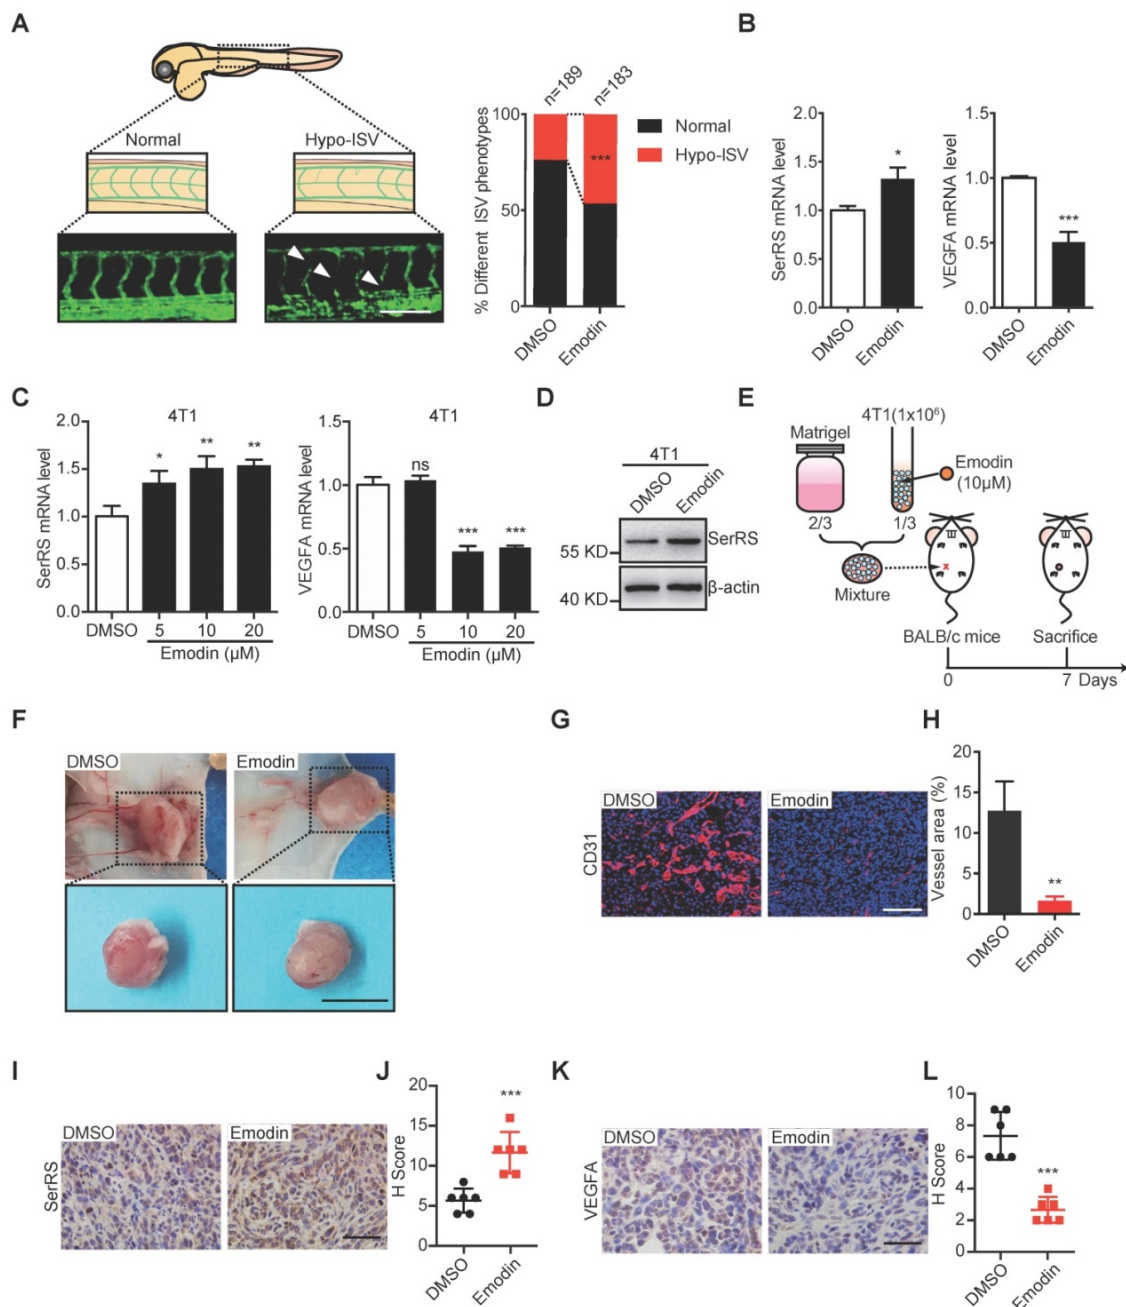 A
Normal
Hypo-ISV
n=189
n=183
% Different ISV phenotypes
100
50
0
***
DMSO
Emodin
Normal
Hypo-ISV
B
SerRS mRNA level
2.0
1.5
1.0
0.5
0.0
*
DMSO
Emodin
VEGFA mRNA level
1.5
1.0
0.5
0.0
***
DMSO
Emodin
C
4T1
SerRS mRNA level
2.0
1.5
1.0
0.5
0.0
*
**
**
DMSO
5
10
20
Emodin (μM)
4T1
VEGFA mRNA level
1.5
1.0
0.5
0.0
ns
***
***
DMSO
5
10
20
Emodin (μM)
D
4T1
DMSO
Emodin
SerRS
55 KD
β-actin
40 KD
E
Matrigel
4T1(1x10⁶)
Emodin
(10μM)
2/3
1/3
Mixture
x
BALB/c mice
Sacrifice
0
7 Days
F
DMSO
Emodin
G
CD31
DMSO
Emodin
H
Vessel area (%)
20
15
10
5
0
**
DMSO
Emodin
I
SerRS
DMSO
Emodin
J
H Score
20
15
10
5
0
***
DMSO
Emodin
K
VEGFA
DMSO
Emodin
L
H Score
10
8
6
4
2
0
***
DMSO
Emodin